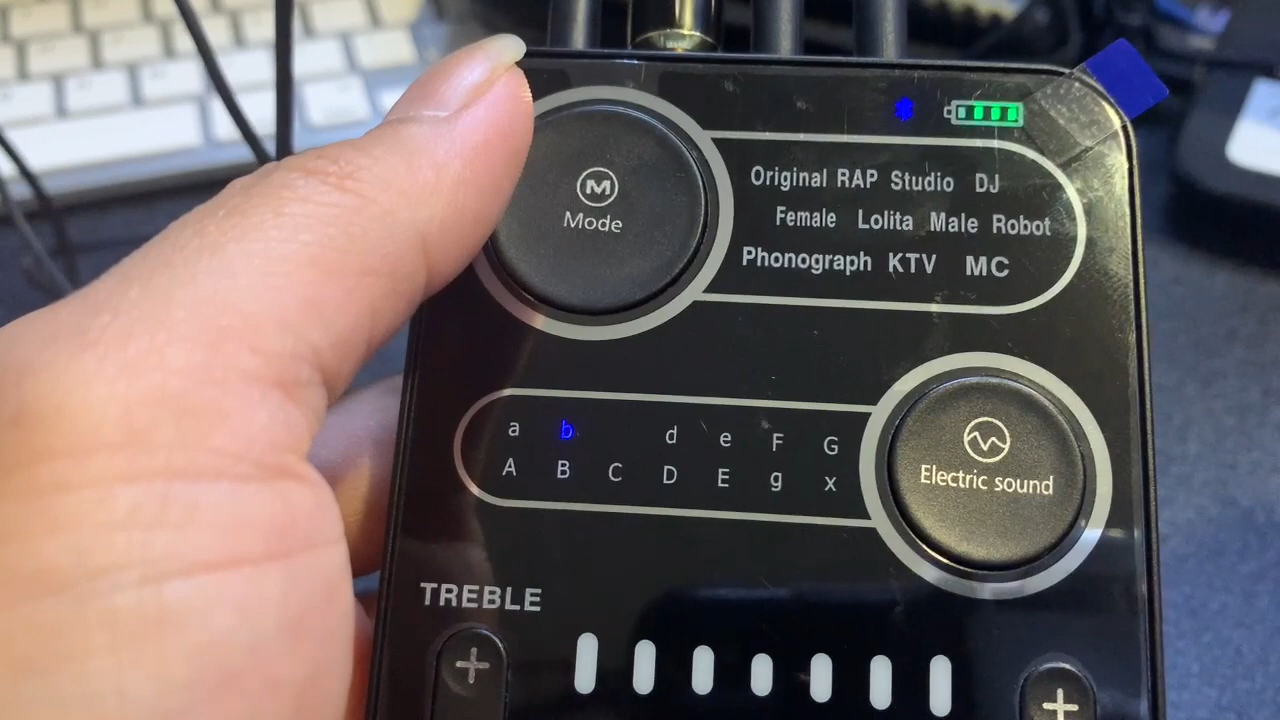 M
Mode
Original RAP Studio DJ
Female Lolita Male Robot
Phonograph KTV MC
a b d e F G
A B C D E g x
Electric sound
TREBLE
+
+